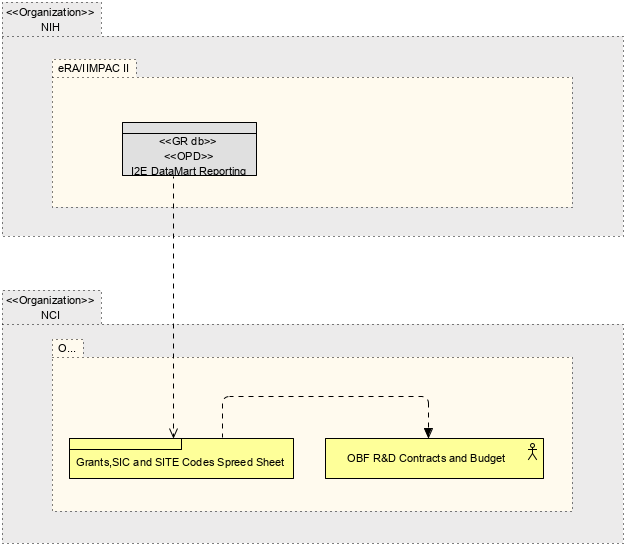 <<Organization>>
NIH
eRA/IIMPAC II
<<GR db>>
<<OPD>>
I2E DataMart Reporting
<<Organization>>
NCI
O...
Grants,SIC and SITE Codes Spreed Sheet
OBF R&D Contracts and Budget